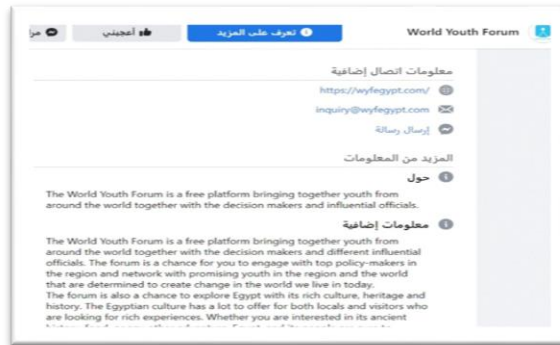 World Youth Forum
تعرف على المزيد
أعجبني
معلومات اتصال إضافية
https://wyfegypt.com/
inquiry@wyfegypt.com
إرسال رسالة
المزيد من المعلومات
حول
The World Youth Forum is a free platform bringing together youth from
around the world together with the decision makers and influential officials.
معلومات إضافية
The World Youth Forum is a free platform bringing together youth from
around the world together with the decision makers and different influential
officials. The forum is a chance for you to engage with top policy-makers in
the region and network with promising youth in the region and the world
that are determined to create change in the world we live in today.
The forum is also a chance to explore Egypt with its rich culture, heritage and
history. The Egyptian culture has a lot to offer for both locals and visitors who
are looking for rich experiences. Whether you are interested in its ancient